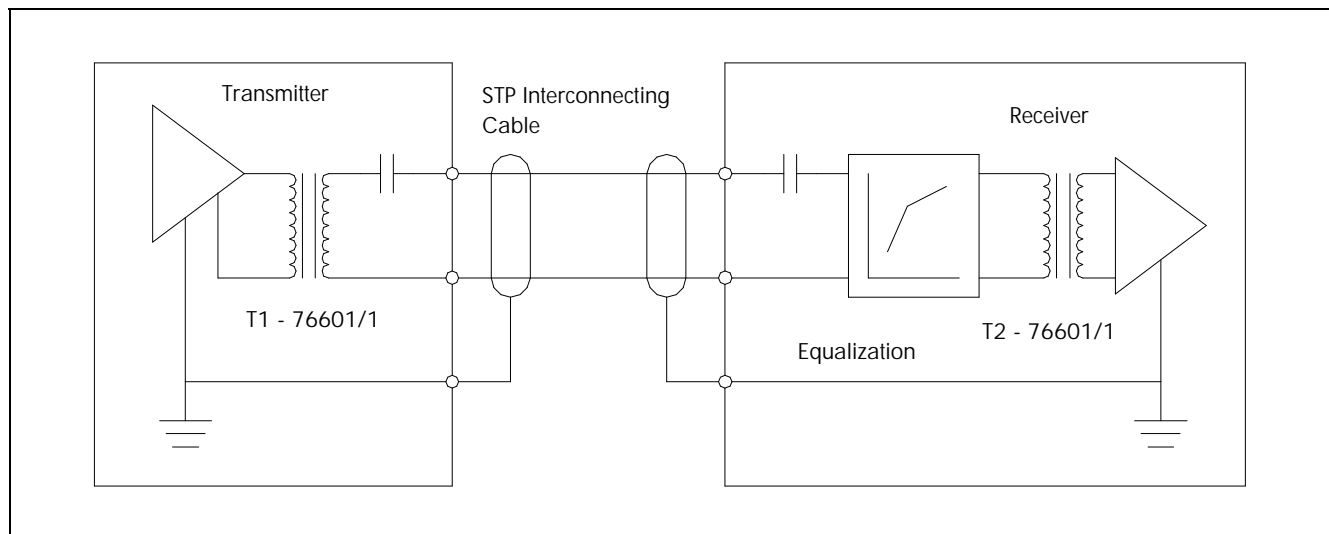 Transmitter
STP Interconnecting
Cable
Receiver
T1 - 76601/1
T2 - 76601/1
Equalization